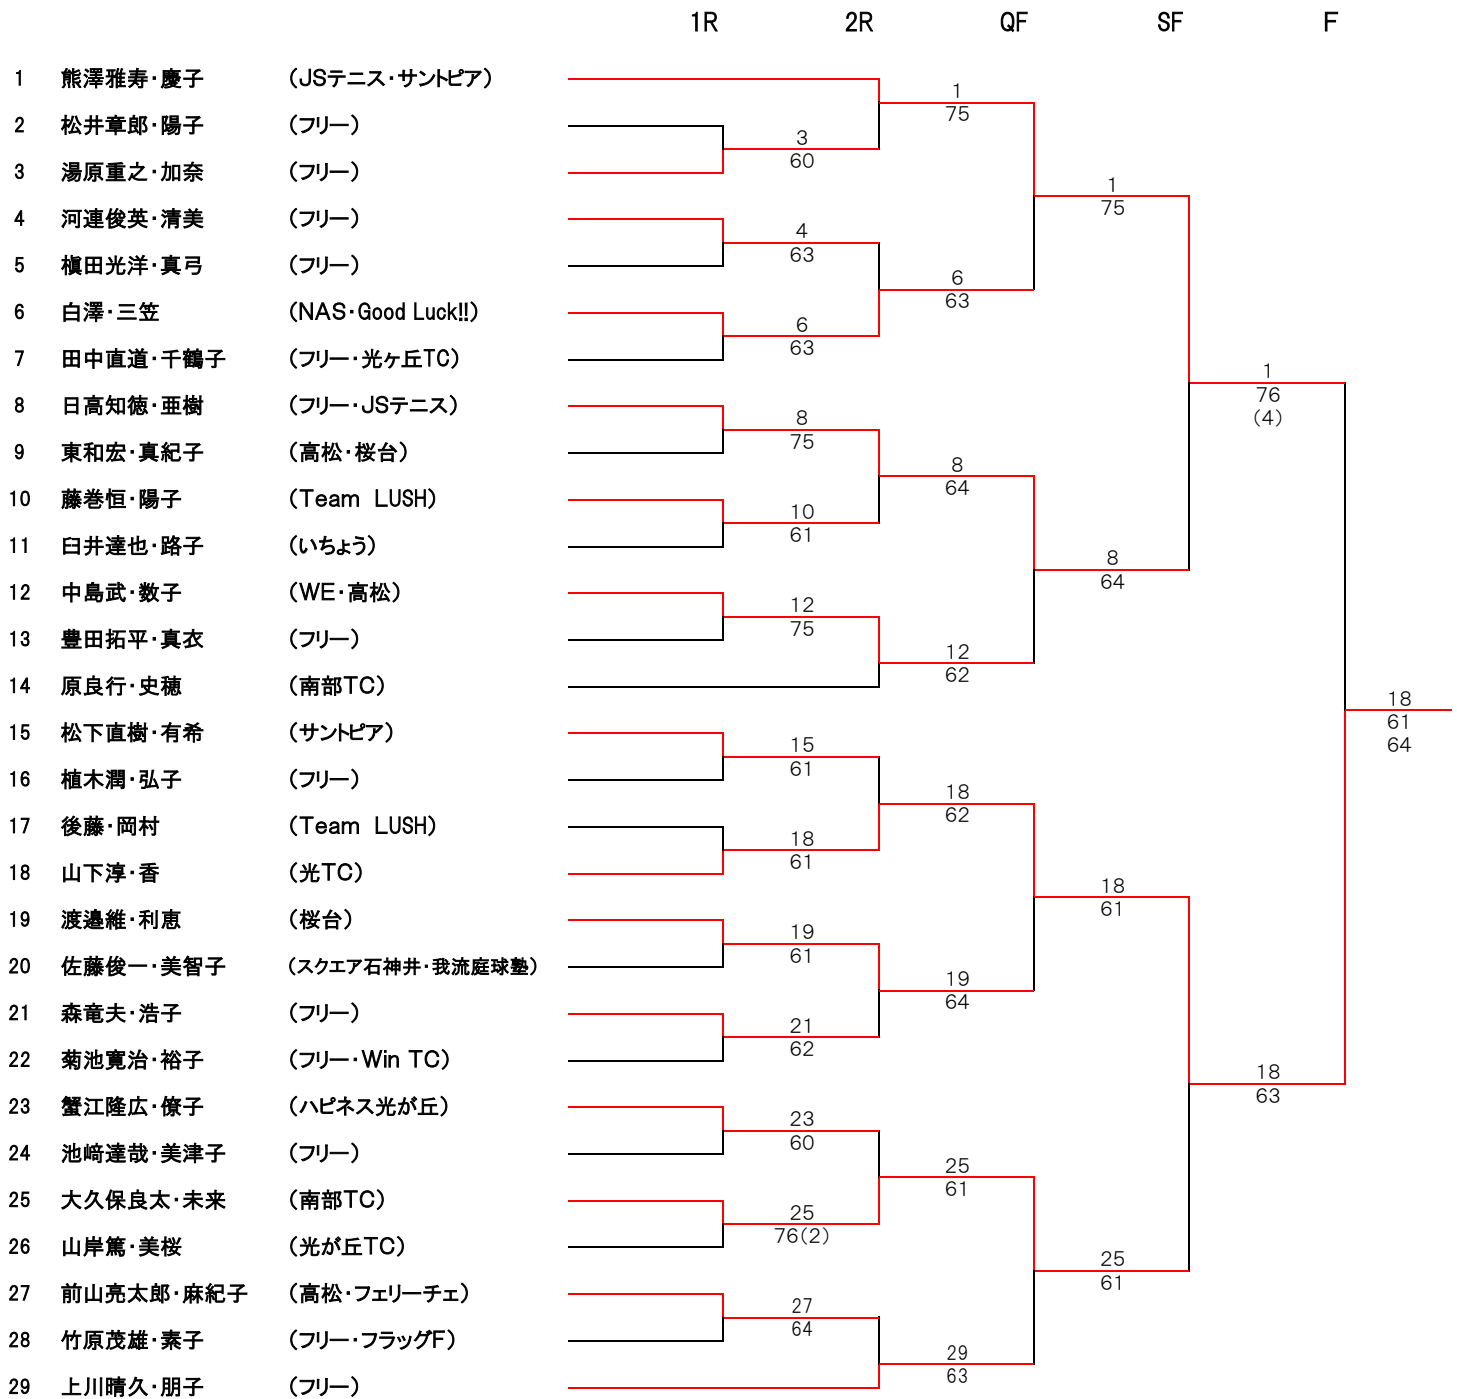 1R 2R QF SF F
1 熊澤雅寿・慶子 （JSテニス・サントピア）
1
75
2 松井章郎・陽子 （フリー）
3
60
3 湯原重之・加奈 （フリー）
1
75
4 河連俊英・清美 （フリー）
4
63
5 槇田光洋・真弓 （フリー）
6
63
6 白澤・三笠 （NAS・Good Luck!!）
6
63
7 田中直道・千鶴子 （フリー・光ヶ丘TC）
1
76
(4)
8 日高知徳・亜樹 （フリー・JSテニス）
8
75
9 東和宏・真紀子 （高松・桜台）
8
64
10 藤巻恒・陽子 （Team LUSH）
10
61
11 臼井達也・路子 （いちょう）
8
64
12 中島武・数子 （WE・高松）
12
75
13 豊田拓平・真衣 （フリー）
12
62
14 原良行・史穂 （南部TC）
18
61
64
15 松下直樹・有希 （サントピア）
15
61
16 植木潤・弘子 （フリー）
18
62
17 後藤・岡村 （Team LUSH）
18
61
18 山下淳・香 （光TC）
18
61
19 渡邉維・利恵 （桜台）
19
61
20 佐藤俊一・美智子 （スクエア石神井・我流庭球塾）
19
64
21 森竜夫・浩子 （フリー）
21
62
22 菊池寛治・裕子 （フリー・Win TC）
18
63
23 蟹江隆広・僚子 （ハピネス光が丘）
23
60
24 池﨑達哉・美津子 （フリー）
25
61
25 大久保良太・未来 （南部TC）
25
76(2)
26 山岸篤・美桜 （光が丘TC）
25
61
27 前山亮太郎・麻紀子 （高松・フェリーチェ）
27
64
28 竹原茂雄・素子 （フリー・フラッグF）
29
63
29 上川晴久・朋子 （フリー）